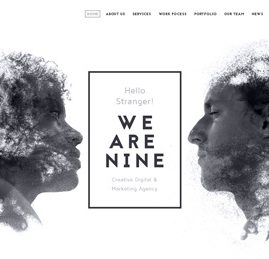 HOME ABOUT US SERVICES WORK POCESS PORTFOLIO OUR TEAM NEWS
Hello
Stranger!
WE
ARE
NINE
Creative Digital &
Marketing Agency